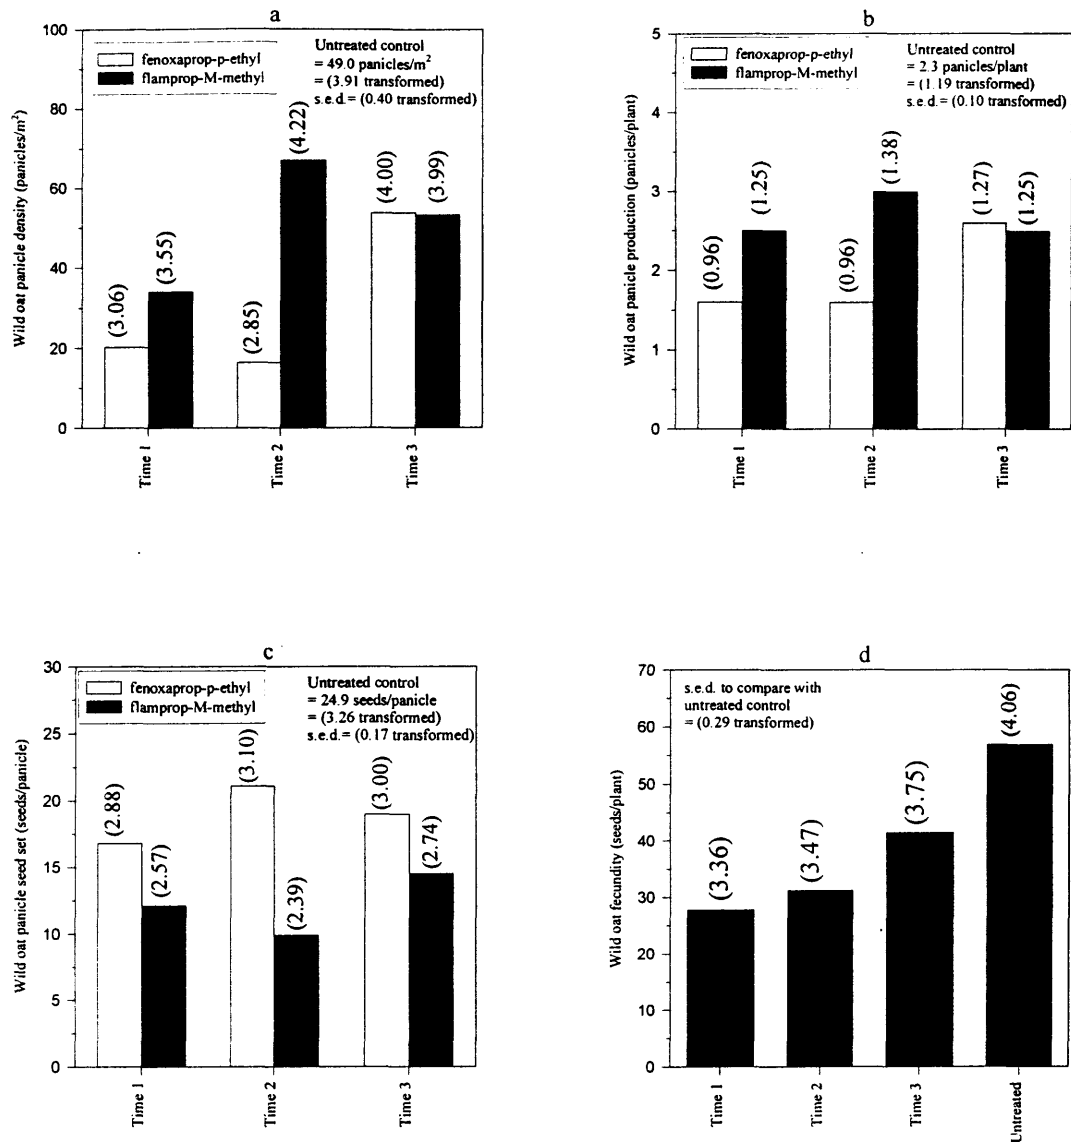 a
Wild oat panicle density (panicles/m²)
100
80
60
40
20
0
fenoxaprop-p-ethyl
flamprop-M-methyl
Untreated control
= 49.0 panicles/m²
= (3.91 transformed)
s.e.d.= (0.40 transformed)
(3.06)
(3.55)
(2.85)
(4.22)
(4.00)
(3.99)
Time 1
Time 2
Time 3
b
Wild oat panicle production (panicles/plant)
5
4
3
2
1
0
fenoxaprop-p-ethyl
flamprop-M-methyl
Untreated control
= 2.3 panicles/plant
= (1.19 transformed)
s.e.d.= (0.10 transformed)
(0.96)
(1.25)
(0.96)
(1.38)
(1.27)
(1.25)
Time 1
Time 2
Time 3
c
Wild oat panicle seed set (seeds/panicle)
30
25
20
15
10
5
0
fenoxaprop-p-ethyl
flamprop-M-methyl
Untreated control
= 24.9 seeds/panicle
= (3.26 transformed)
s.e.d.= (0.17 transformed)
(2.88)
(2.57)
(3.10)
(2.39)
(3.00)
(2.74)
Time 1
Time 2
Time 3
d
Wild oat fecundity (seeds/plant)
70
60
50
40
30
20
10
0
s.e.d. to compare with
untreated control
= (0.29 transformed)
(3.36)
(3.47)
(3.75)
(4.06)
Time 1
Time 2
Time 3
Untreated